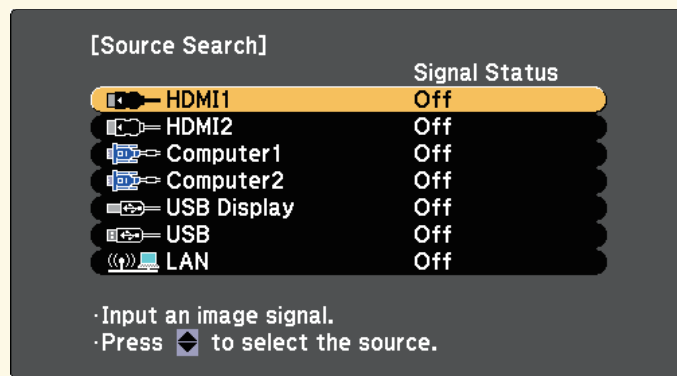 [Source Search]
Signal Status
HDMI1 Off
HDMI2 Off
Computer1 Off
Computer2 Off
USB Display Off
USB Off
LAN Off
·Input an image signal.
·Press to select the source.